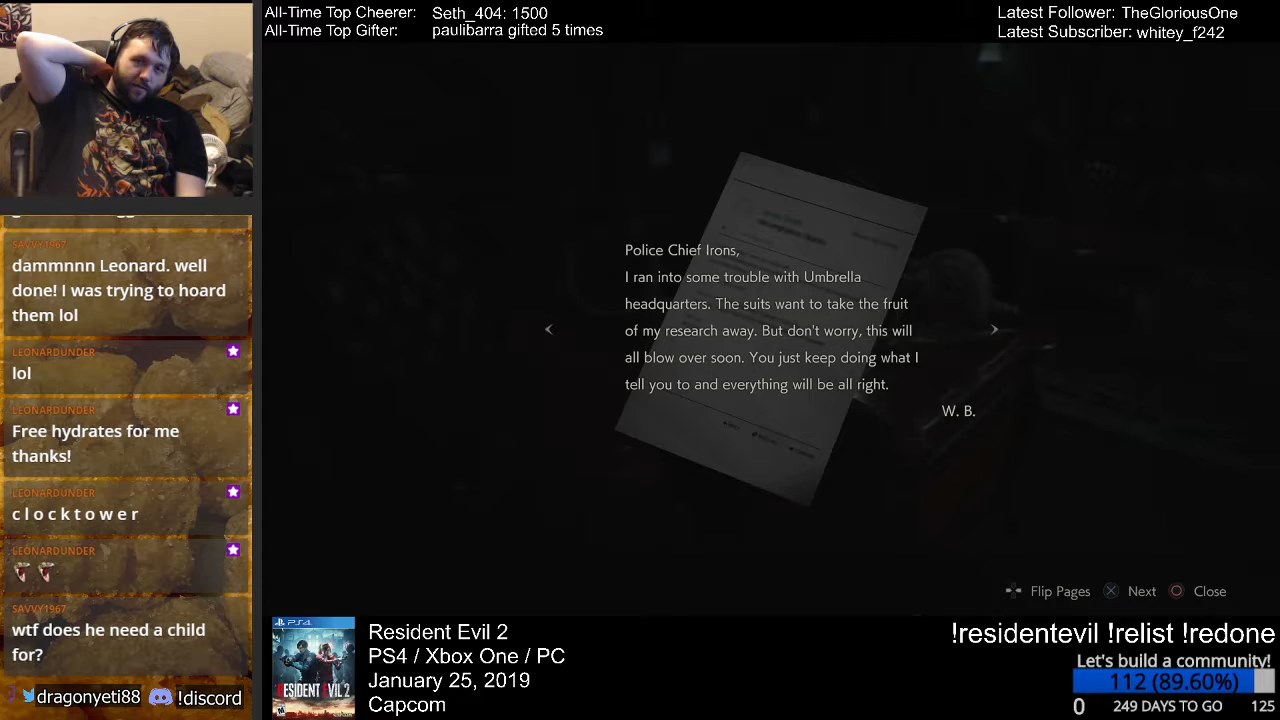 All-Time Top Cheerer: Seth_404: 1500
All-Time Top Gifter: paulibarra gifted 5 times
Latest Follower: TheGloriousOne
Latest Subscriber: whitey_f242
SAVVY1967
dammnnn Leonard. well
done! I was trying to hoard
them lol
LEONARDUNDER
lol
LEONARDUNDER
Free hydrates for me
thanks!
LEONARDUNDER
c l o c k t o w e r
LEONARDUNDER
SAVVY1967
wtf does he need a child
for?
dragonyeti88 !discord
Police Chief Irons,
I ran into some trouble with Umbrella
headquarters. The suits want to take the fruit
of my research away. But don't worry, this will
all blow over soon. You just keep doing what I
tell you to and everything will be all right.
W. B.
Flip Pages Next Close
PS4
RESIDENT EVIL 2
Resident Evil 2
PS4 / Xbox One / PC
January 25, 2019
Capcom
!residentevil !relist !redone
Let's build a community!
112 (89.60%)
0 249 DAYS TO GO 125